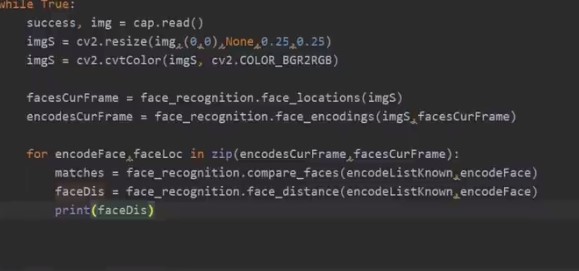 while True:
success, img = cap.read()
imgS = cv2.resize(img,(0,0),None,0.25,0.25)
imgS = cv2.cvtColor(imgS, cv2.COLOR_BGR2RGB)
facesCurFrame = face_recognition.face_locations(imgS)
encodesCurFrame = face_recognition.face_encodings(imgS,facesCurFrame)
for encodeFace,faceLoc in zip(encodesCurFrame,facesCurFrame):
matches = face_recognition.compare_faces(encodeListKnown,encodeFace)
faceDis = face_recognition.face_distance(encodeListKnown,encodeFace)
print(faceDis)